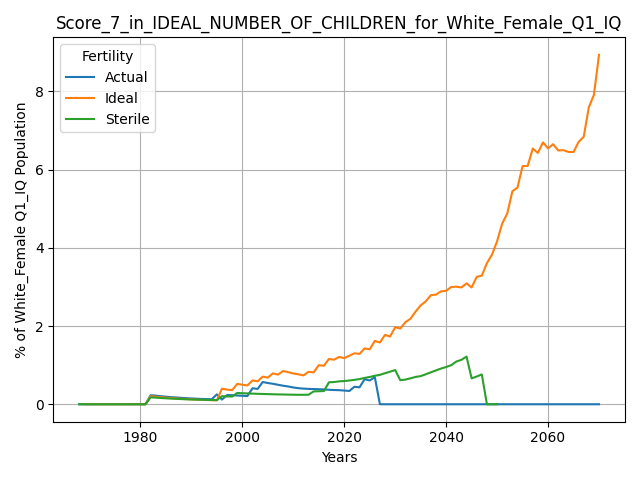 Score_7_in_IDEAL_NUMBER_OF_CHILDREN_for_White_Female_Q1_IQ
Fertility
Actual
Ideal
Sterile
% of White_Female Q1_IQ Population
8
6
4
2
0
1980 2000 2020 2040 2060
Years